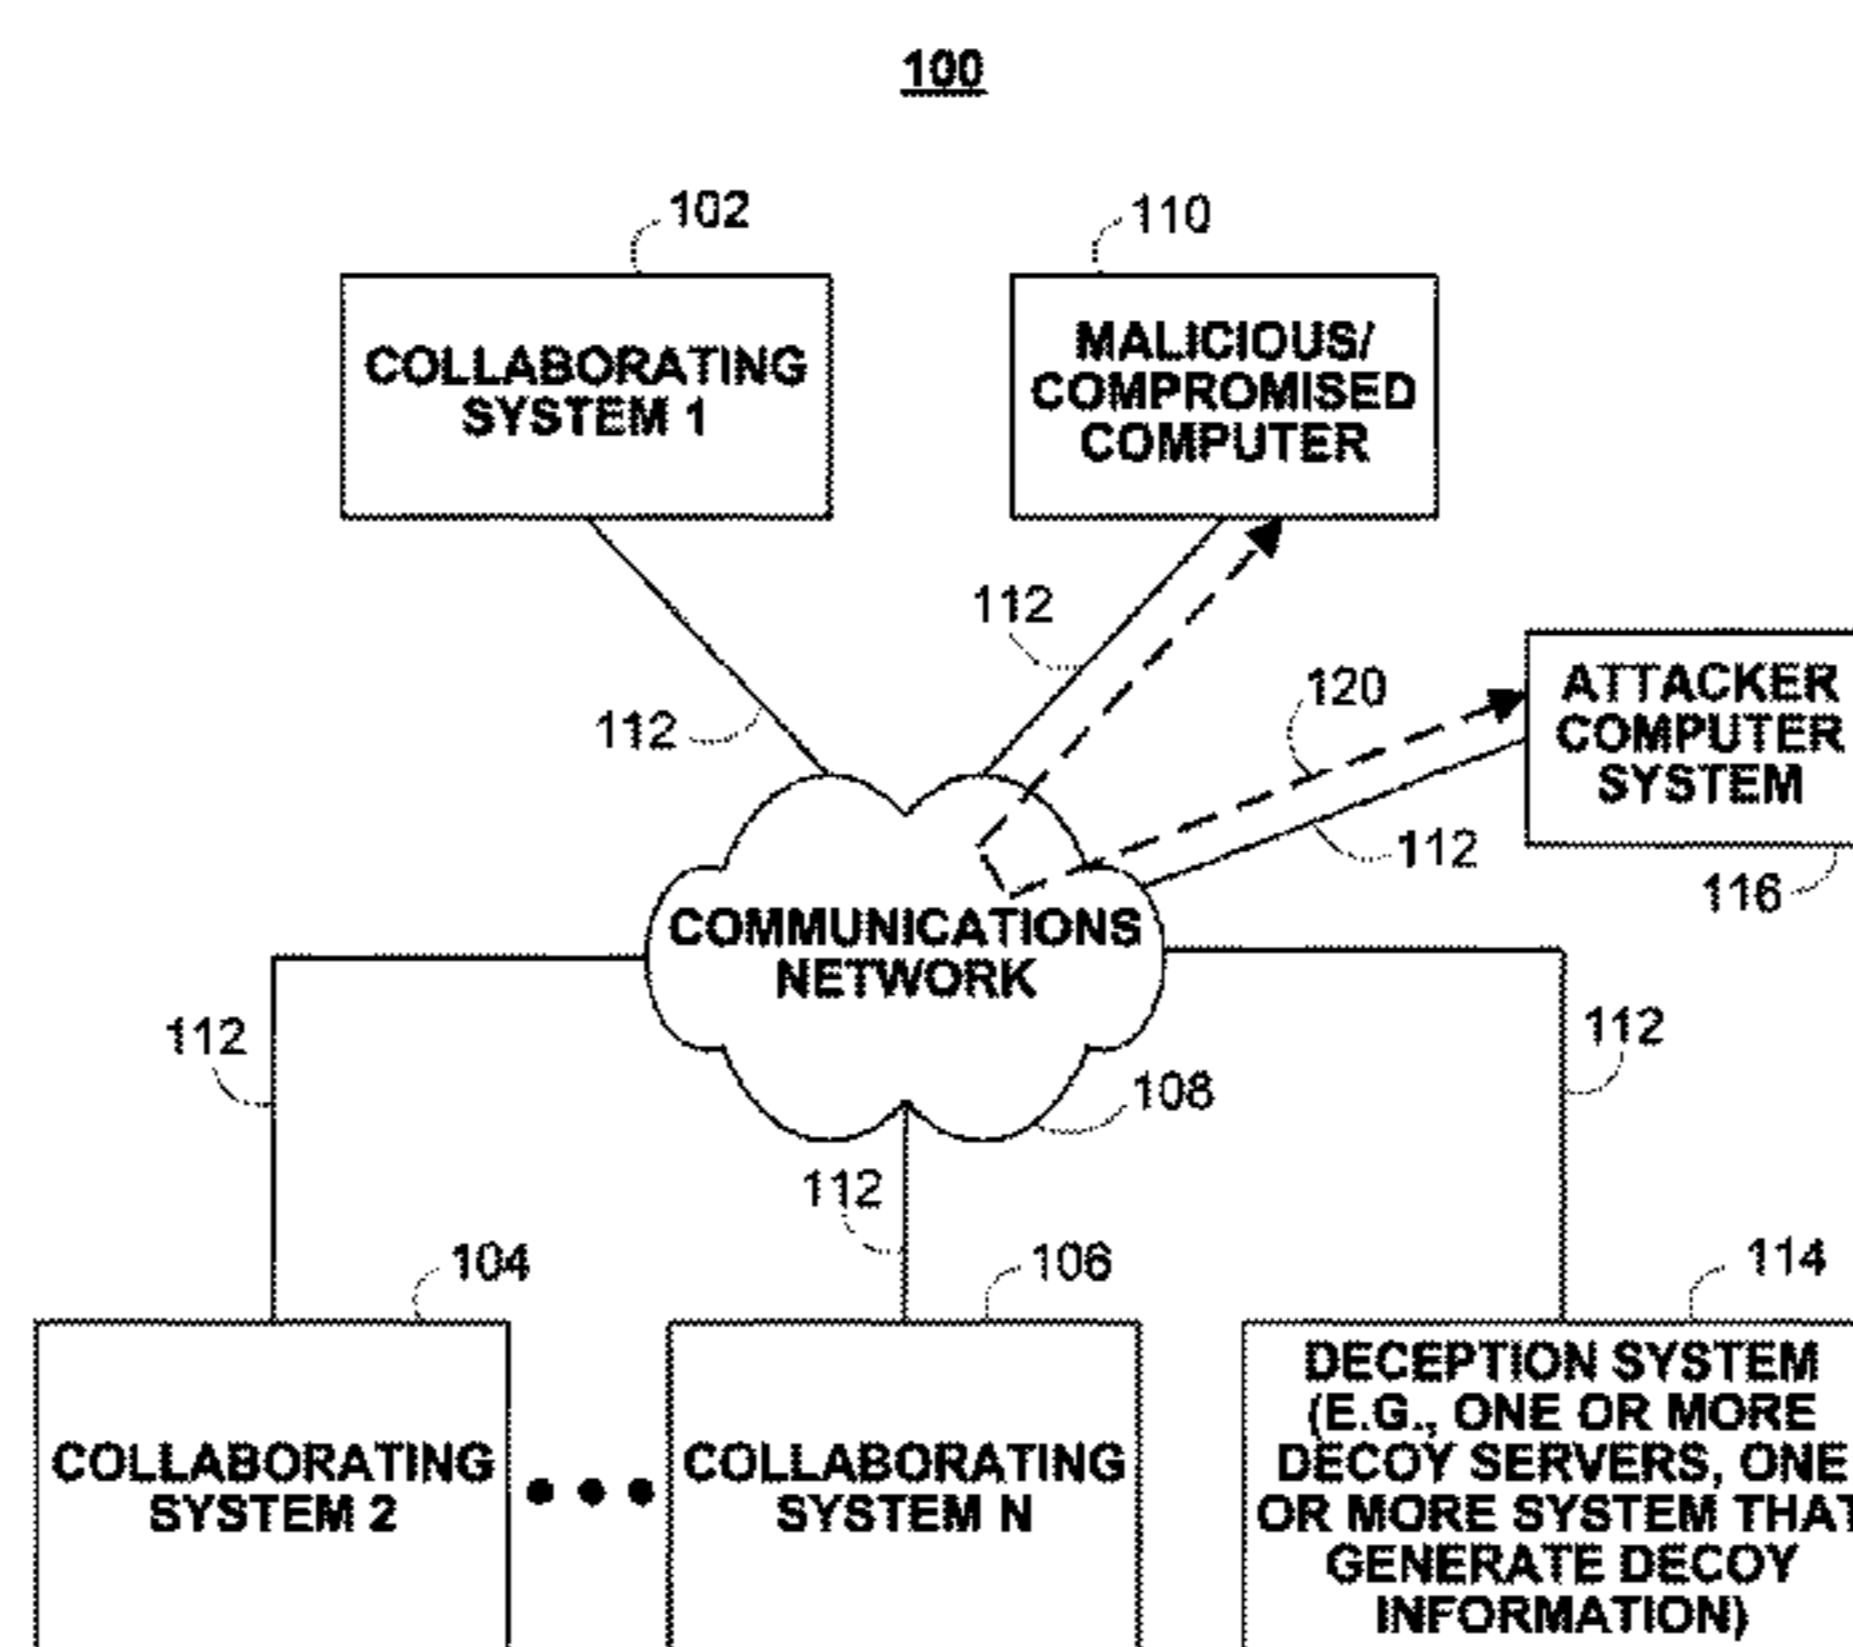 100
102
110
COLLABORATING
SYSTEM 1
MALICIOUS/
COMPROMISED
COMPUTER
112
112
120
ATTACKER
COMPUTER
SYSTEM
112
116
COMMUNICATIONS
NETWORK
112
112
108
112
104
106
114
COLLABORATING
SYSTEM 2
COLLABORATING
SYSTEM N
DECEPTION SYSTEM
(E.G., ONE OR MORE
DECOY SERVERS, ONE
OR MORE SYSTEM THAT
GENERATE DECOY
INFORMATION)